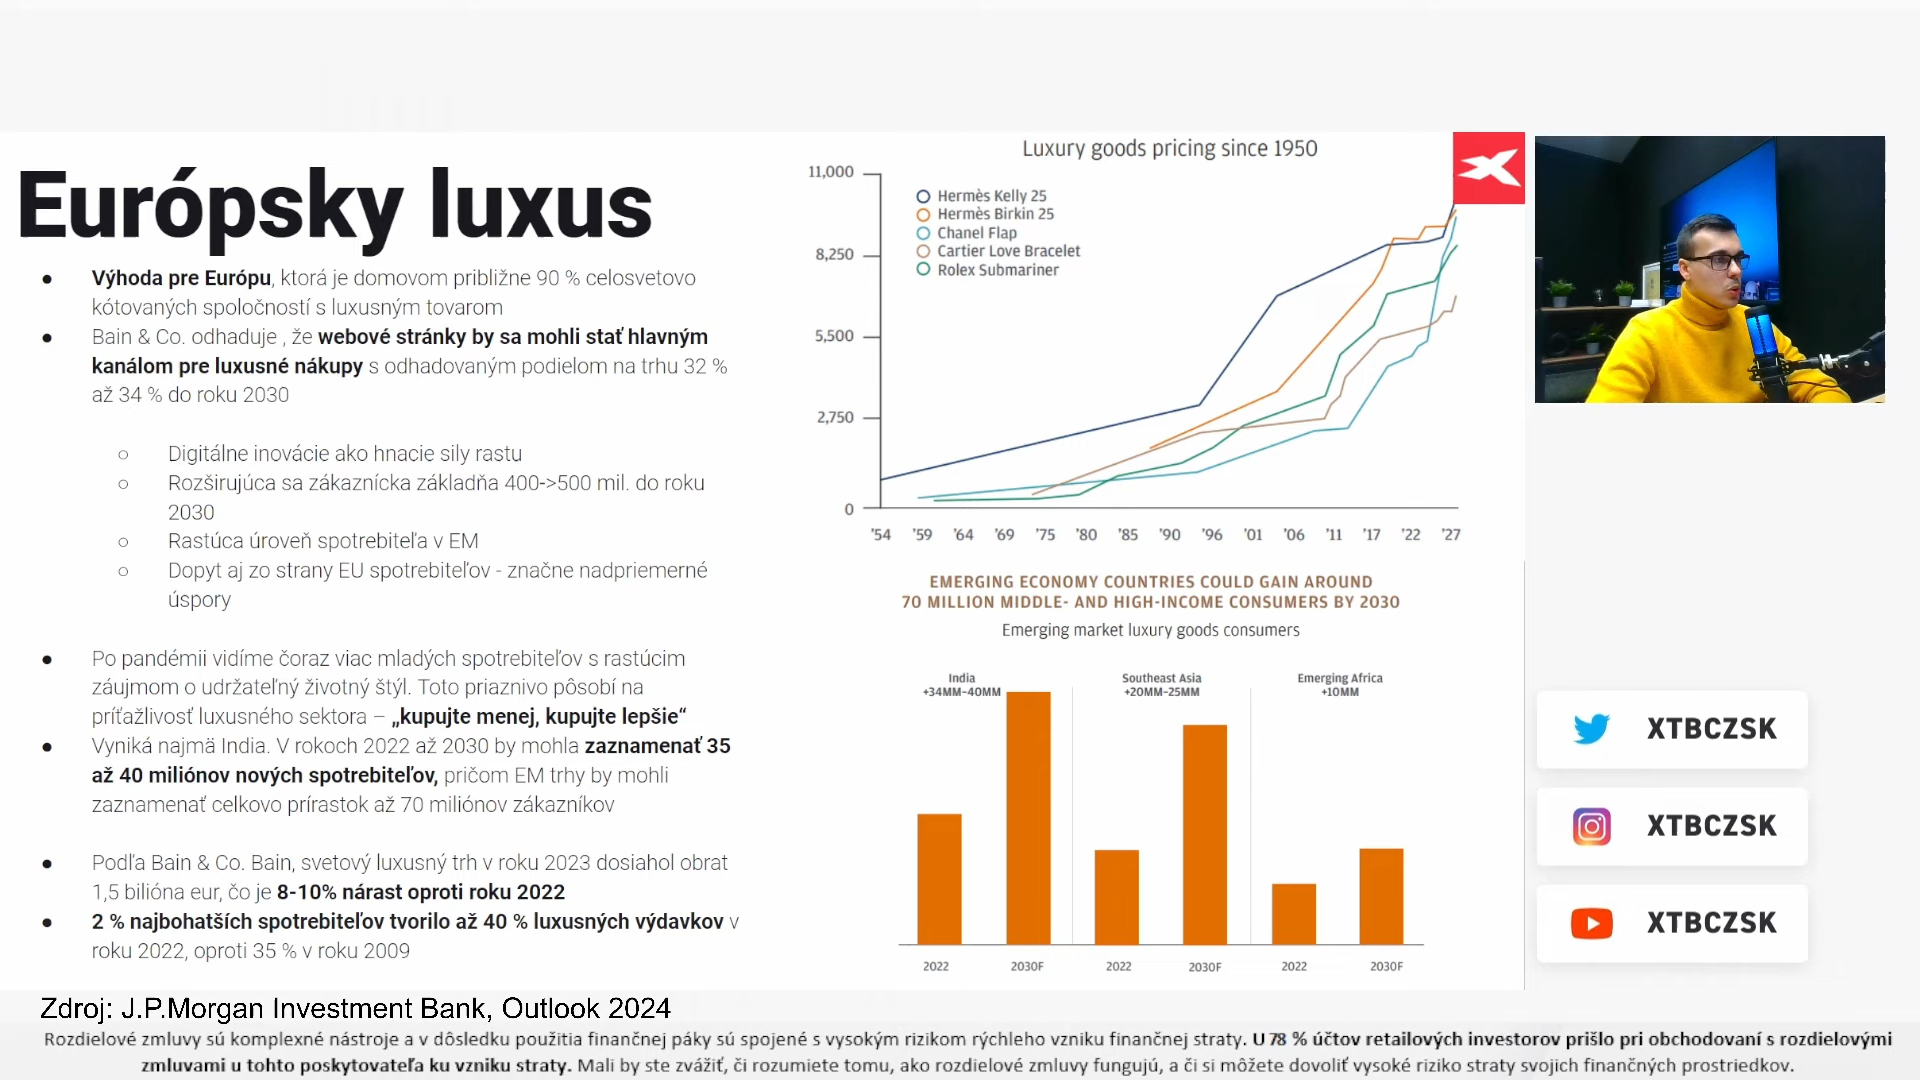 Európsky luxus
● Výhoda pre Európu, ktorá je domovom približne 90 % celosvetovo
kótovaných spoločností s luxusným tovarom
● Bain & Co. odhaduje , že webové stránky by sa mohli stať hlavným
kanálom pre luxusné nákupy s odhadovaným podielom na trhu 32 %
až 34 % do roku 2030
○ Digitálne inovácie ako hnacie sily rastu
○ Rozširujúca sa zákaznícka základňa 400->500 mil. do roku
2030
○ Rastúca úroveň spotrebiteľa v EM
○ Dopyt aj zo strany EU spotrebiteľov - značne nadpriemerné
úspory
● Po pandémii vidíme čoraz viac mladých spotrebiteľov s rastúcim
záujmom o udržateľný životný štýl. Toto priaznivo pôsobí na
príťažlivosť luxusného sektora – „kupujte menej, kupujte lepšie“
● Vyniká najmä India. V rokoch 2022 až 2030 by mohla zaznamenať 35
až 40 miliónov nových spotrebiteľov, pričom EM trhy by mohli
zaznamenať celkovo prírastok až 70 miliónov zákazníkov
● Podľa Bain & Co. Bain, svetový luxusný trh v roku 2023 dosiahol obrat
1,5 bilióna eur, čo je 8-10% nárast oproti roku 2022
● 2 % najbohatších spotrebiteľov tvorilo až 40 % luxusných výdavkov v
roku 2022, oproti 35 % v roku 2009
Luxury goods pricing since 1950
11,000
8,250
5,500
2,750
0
Hermès Kelly 25
Hermès Birkin 25
Chanel Flap
Cartier Love Bracelet
Rolex Submariner
'54 '59 '64 '69 '75 '80 '85 '90 '96 '01 '06 '11 '17 '22 '27
EMERGING ECONOMY COUNTRIES COULD GAIN AROUND
70 MILLION MIDDLE- AND HIGH-INCOME CONSUMERS BY 2030
Emerging market luxury goods consumers
India Southeast Asia Emerging Africa
+34MM–40MM +20MM–25MM +10MM
2022 2030F 2022 2030F 2022 2030F
XTBCZSK
XTBCZSK
XTBCZSK
Zdroj: J.P.Morgan Investment Bank, Outlook 2024
Rozdielové zmluvy sú komplexné nástroje a v dôsledku použitia finančnej páky sú spojené s vysokým rizikom rýchleho vzniku finančnej straty. U 78 % účtov retailových investorov prišlo pri obchodovaní s rozdielovými
zmluvami u tohto poskytovateľa ku vzniku straty. Mali by ste zvážiť, či rozumiete tomu, ako rozdielové zmluvy fungujú, a či si môžete dovoliť vysoké riziko straty svojich finančných prostriedkov.